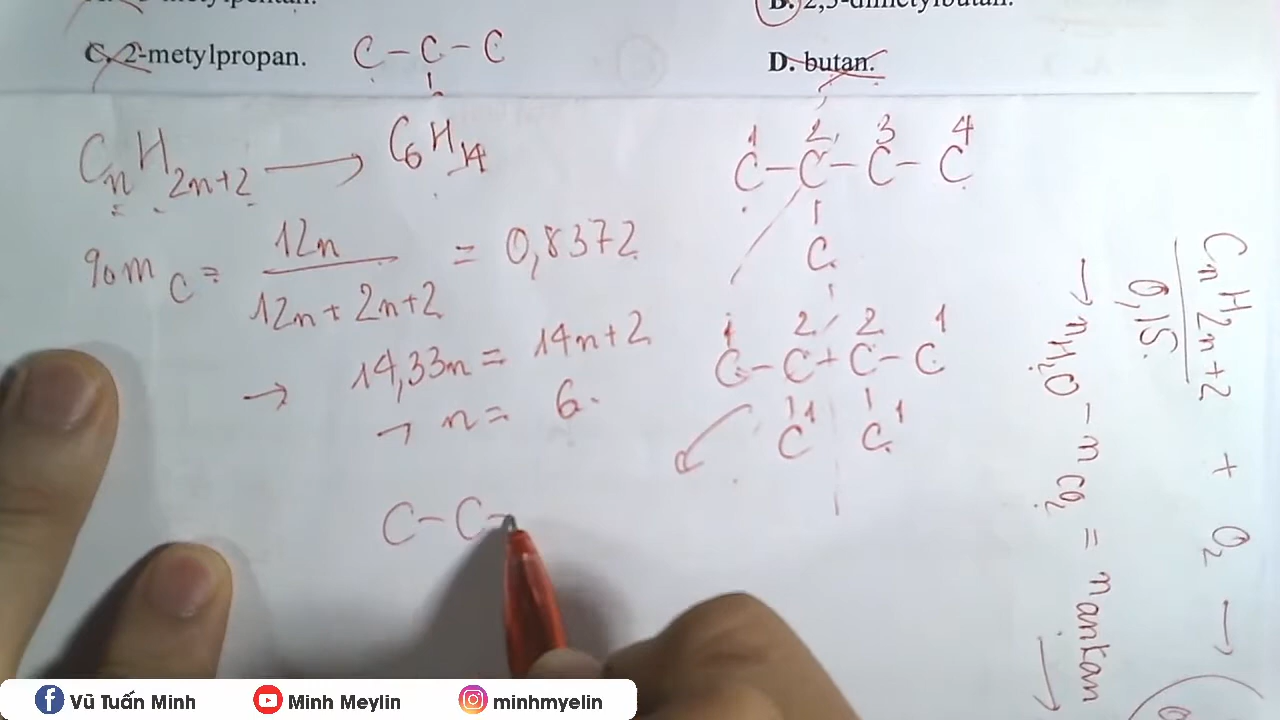 B. 2,3-dimetylbutan.
C. 2-metylpropan.
C – C – C
D. butan.
CnH2n+2 → C6H14
%mC = 12n / (12n + 2n + 2) = 0,8372
→ 14,33n = 14n + 2
→ n = 6.
C – C –
1 2 3 4
C – C – C – C
C
1 2 2 1
C – C + C – C
C 1 C 1
CnH2n+2 + O2 → (
0,15
→ nH2O – nCO2 = nankan
Vũ Tuấn Minh
Minh Meylin
minhmyelin